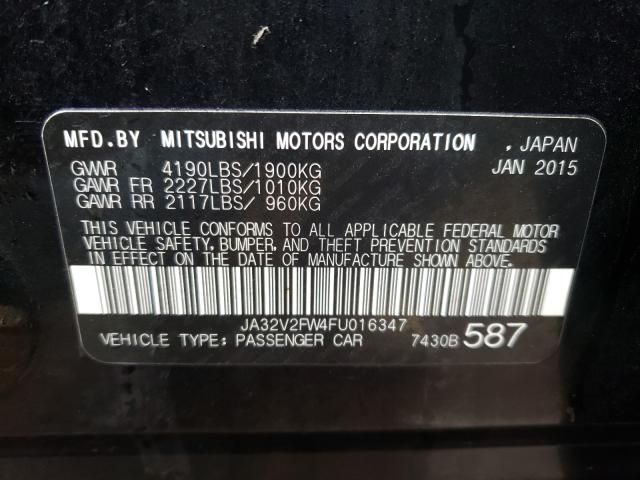 MFD.BY MITSUBISHI MOTORS CORPORATION , JAPAN
GVWR 4190LBS/1900KG JAN 2015
GAWR FR 2227LBS/1010KG
GAWR RR 2117LBS/ 960KG
THIS VEHICLE CONFORMS TO ALL APPLICABLE FEDERAL MOTOR
VEHICLE SAFETY, BUMPER, AND THEFT PREVENTION STANDARDS
IN EFFECT ON THE DATE OF MANUFACTURE SHOWN ABOVE.
JA32V2FW4FU016347
VEHICLE TYPE: PASSENGER CAR 7430B 587